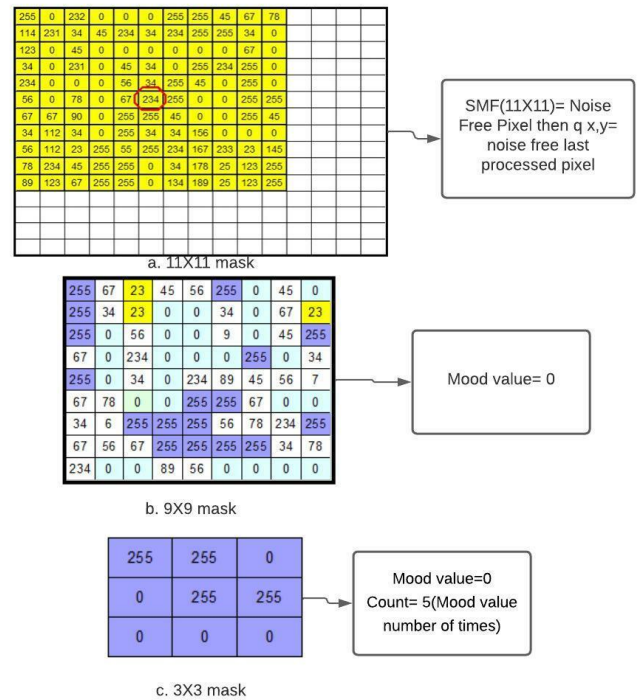 255 0 232 0 0 0 255 255 45 67 78
114 231 34 45 234 34 234 255 255 34 0
123 0 45 0 0 0 0 0 0 67 0
34 0 231 0 45 34 0 255 234 255 0
234 0 0 0 56 34 255 45 0 255 0
56 0 78 0 67 234 255 0 0 255 255
67 67 90 0 255 255 45 0 0 255 45
34 112 34 0 255 34 34 156 0 0 0
56 112 23 255 55 255 234 167 233 23 145
78 234 45 255 255 0 34 178 25 123 255
89 123 67 255 255 0 134 189 25 123 255
SMF(11X11)= Noise
Free Pixel then q x,y=
noise free last
processed pixel
a. 11X11 mask
255 67 23 45 56 255 0 45 0
255 34 23 0 0 34 0 67 23
255 0 56 0 0 9 0 45 255
67 0 234 0 0 0 255 0 34
255 0 34 0 234 89 45 56 7
67 78 0 0 255 255 67 0 0
34 6 255 255 255 56 78 234 255
67 56 67 255 255 255 255 34 78
234 0 0 89 56 0 0 0 0
Mood value= 0
b. 9X9 mask
255 255 0
0 255 255
0 0 0
Mood value=0
Count= 5(Mood value
number of times)
c. 3X3 mask